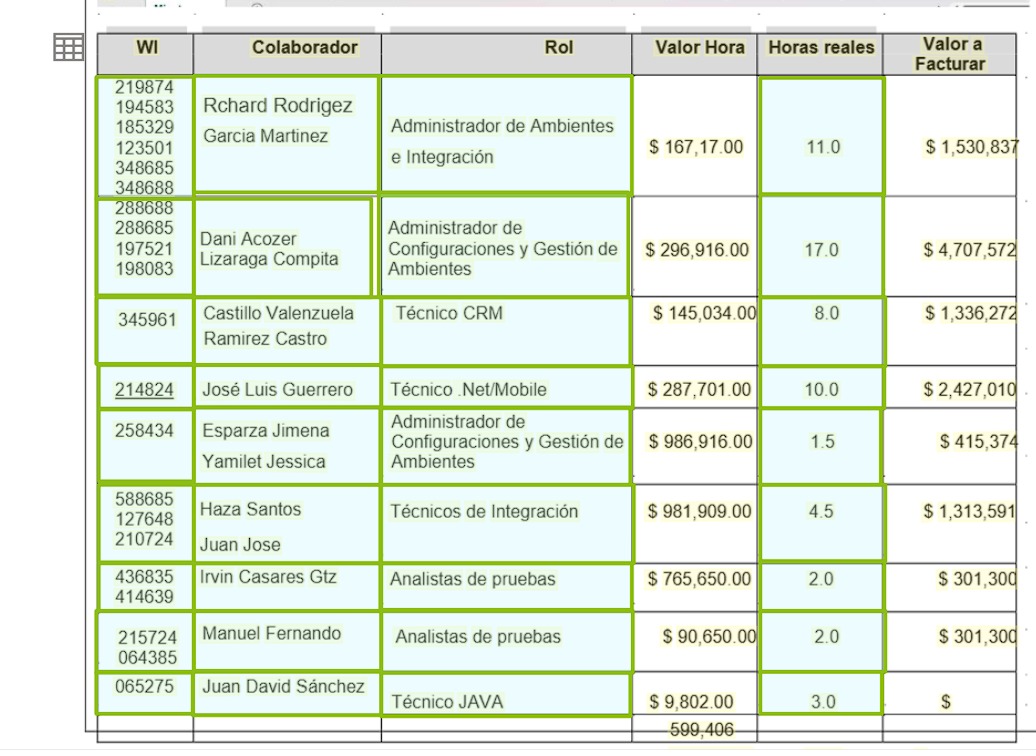 WI Colaborador Rol Valor Hora Horas reales Valor a
Facturar
219874
194583
185329
123501
348685
348688
Rchard Rodrigez
Garcia Martinez
Administrador de Ambientes
e Integración
$ 167,17.00
11.0
$ 1,530,837
288688
288685
197521
198083
Dani Acozer
Lizaraga Compita
Administrador de
Configuraciones y Gestión de
Ambientes
$ 296,916.00
17.0
$ 4,707,572
345961
Castillo Valenzuela
Ramirez Castro
Técnico CRM
$ 145,034.00
8.0
$ 1,336,272
214824
José Luis Guerrero
Técnico .Net/Mobile
$ 287,701.00
10.0
$ 2,427,010
258434
Esparza Jimena
Yamilet Jessica
Administrador de
Configuraciones y Gestión de
Ambientes
$ 986,916.00
1.5
$ 415,374
588685
127648
210724
Haza Santos
Juan Jose
Técnicos de Integración
$ 981,909.00
4.5
$ 1,313,591
436835
414639
Irvin Casares Gtz
Analistas de pruebas
$ 765,650.00
2.0
$ 301,300
215724
064385
Manuel Fernando
Analistas de pruebas
$ 90,650.00
2.0
$ 301,300
065275
Juan David Sánchez
Técnico JAVA
$ 9,802.00
3.0
$
599,406